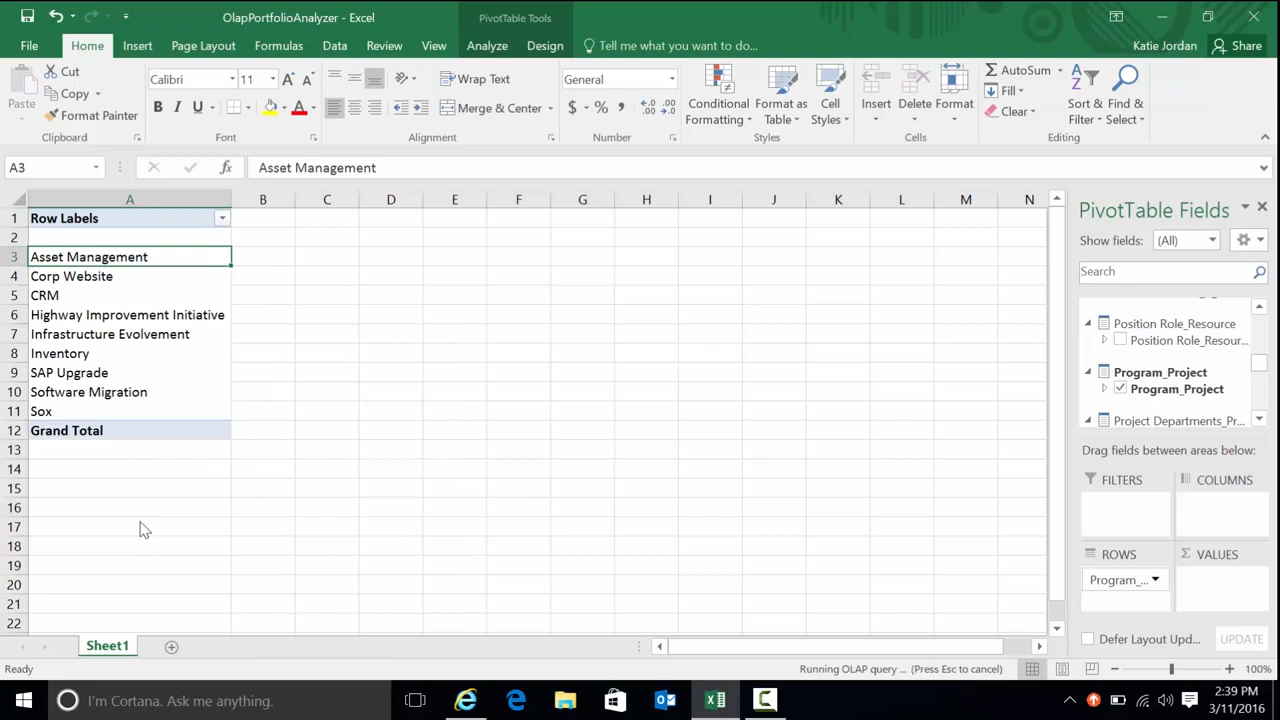 OlapPortfolioAnalyzer - Excel
PivotTable Tools
File Home Insert Page Layout Formulas Data Review View Analyze Design Tell me what you want to do... Katie Jordan Share
Paste
Cut
Copy
Format Painter
Clipboard
Calibri 11
B I U A
Font
Wrap Text
Merge & Center
Alignment
General
$ % ,
Number
Conditional Formatting
Format as Table
Cell Styles
Styles
Insert
Delete
Format
Cells
AutoSum
Fill
Clear
Sort & Filter
Find & Select
Editing
A3 fx Asset Management
A B C D E F G H I J K L M N
1 Row Labels
2
3 Asset Management
4 Corp Website
5 CRM
6 Highway Improvement Initiative
7 Infrastructure Evolvement
8 Inventory
9 SAP Upgrade
10 Software Migration
11 Sox
12 Grand Total
13
14
15
16
17
18
19
20
21
22
PivotTable Fields
Show fields: (All)
Search
Position Role_Resource
Position Role_Resour...
Program_Project
Program_Project
Project Departments_Pr...
Drag fields between areas below:
FILTERS COLUMNS
ROWS Σ VALUES
Program_...
Defer Layout Upd... UPDATE
Sheet1
Ready Running OLAP query ... (Press Esc to cancel) 100%
I'm Cortana. Ask me anything.
2:39 PM
3/11/2016